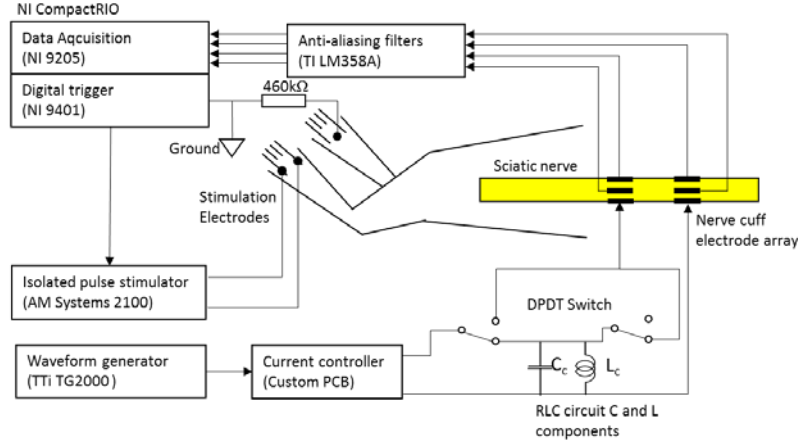 NI CompactRIO
Data Aqcuisition
(NI 9205)
Anti-aliasing filters
(TI LM358A)
Digital trigger
(NI 9401)
460kΩ
Ground
Sciatic nerve
Stimulation
Electrodes
Nerve cuff
electrode array
Isolated pulse stimulator
(AM Systems 2100)
DPDT Switch
Waveform generator
(TTi TG2000)
Current controller
(Custom PCB)
Cc
Lc
RLC circuit C and L
components